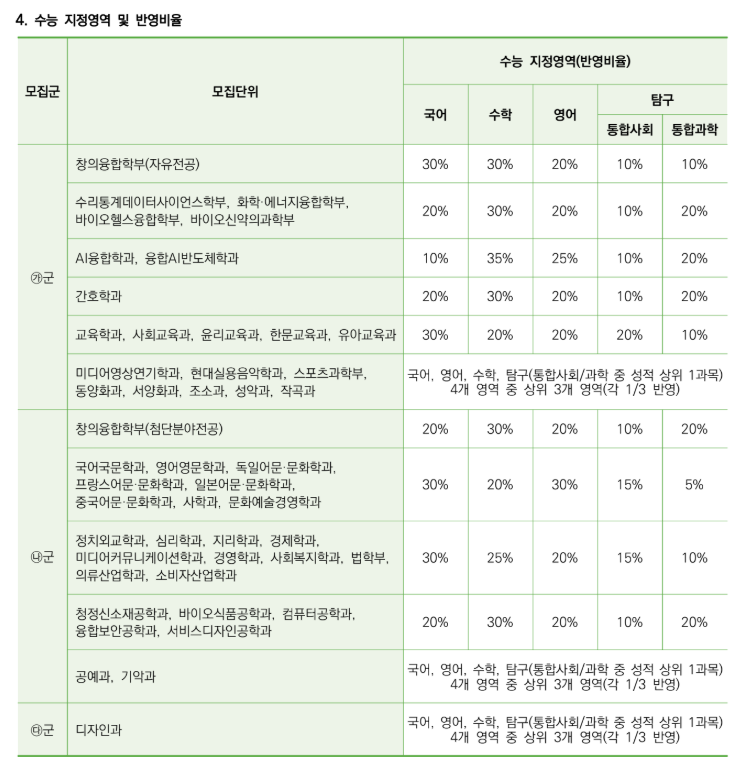 4. 수능 지정영역 및 반영비율
모집군 모집단위 수능 지정영역(반영비율)
국어 수학 영어 탐구
통합사회 통합과학
㉮군
창의융합학부(자유전공) 30% 30% 20% 10% 10%
수리통계데이터사이언스학부, 화학·에너지융합학부,
바이오헬스융합학부, 바이오신약의과학부 20% 30% 20% 10% 20%
AI융합학과, 융합AI반도체학과 10% 35% 25% 10% 20%
간호학과 20% 30% 20% 10% 20%
교육학과, 사회교육과, 윤리교육과, 한문교육과, 유아교육과 30% 20% 20% 20% 10%
미디어영상연기학과, 현대실용음악학과, 스포츠과학부,
동양화과, 서양화과, 조소과, 성악과, 작곡과
국어, 영어, 수학, 탐구(통합사회/과학 중 성적 상위 1과목)
4개 영역 중 상위 3개 영역(각 1/3 반영)
㉯군
창의융합학부(첨단분야전공) 20% 30% 20% 10% 20%
국어국문학과, 영어영문학과, 독일어문·문화학과,
프랑스어문·문화학과, 일본어문·문화학과,
중국어문·문화학과, 사학과, 문화예술경영학과 30% 20% 30% 15% 5%
정치외교학과, 심리학과, 지리학과, 경제학과,
미디어커뮤니케이션학과, 경영학과, 사회복지학과, 법학부,
의류산업학과, 소비자산업학과 30% 25% 20% 15% 10%
청정신소재공학과, 바이오식품공학과, 컴퓨터공학과,
융합보안공학과, 서비스디자인공학과 20% 30% 20% 10% 20%
공예과, 기악과
국어, 영어, 수학, 탐구(통합사회/과학 중 성적 상위 1과목)
4개 영역 중 상위 3개 영역(각 1/3 반영)
㉰군
디자인과
국어, 영어, 수학, 탐구(통합사회/과학 중 성적 상위 1과목)
4개 영역 중 상위 3개 영역(각 1/3 반영)